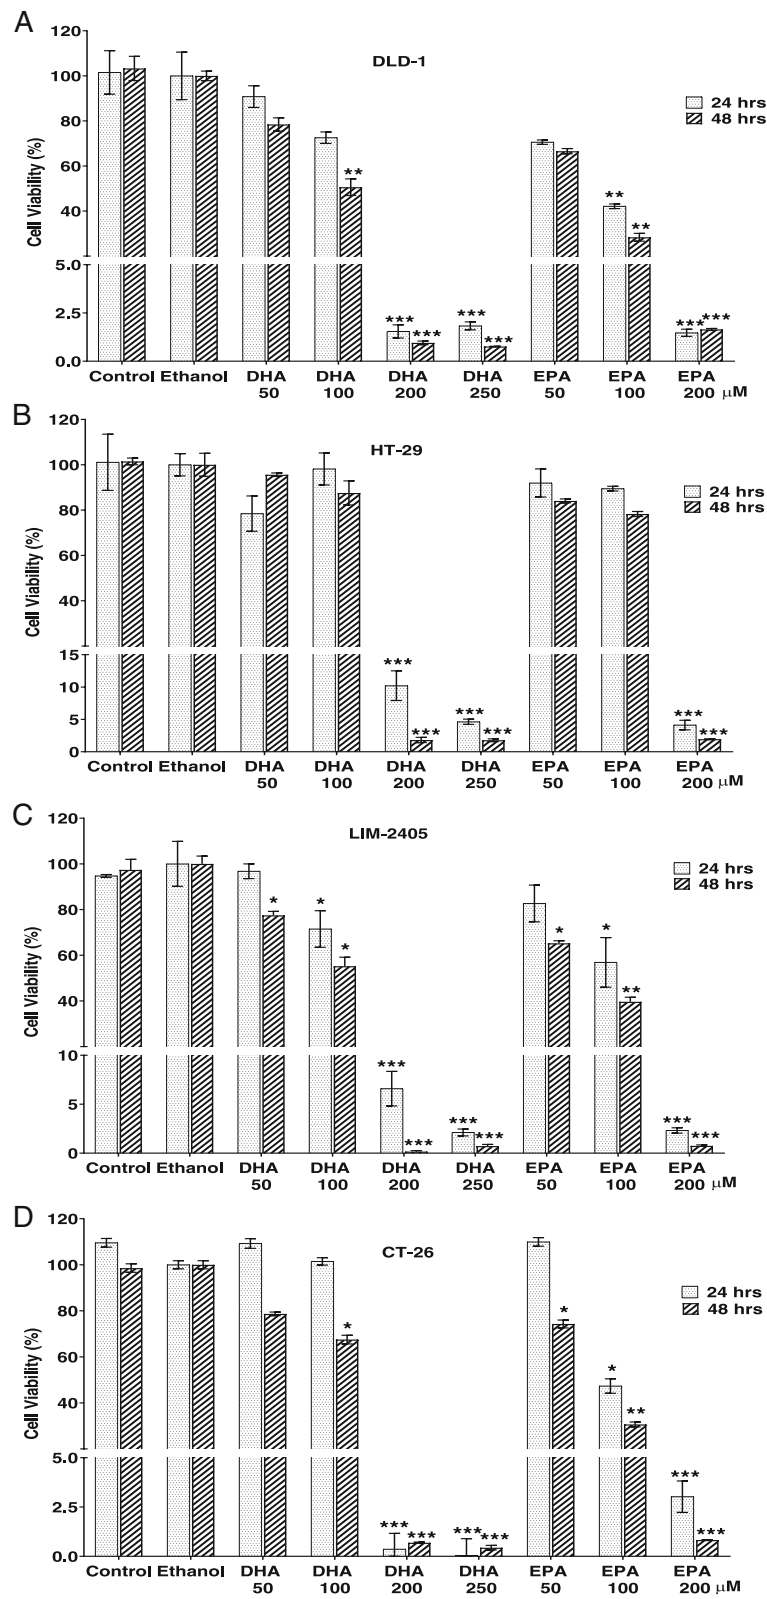 A
120
DLD-1
100
24 hrs
48 hrs
80
**
60
** **
40
Cell Viability (%)
5.0
2.5
*** *** *** *** *** ***
0.0
Control Ethanol DHA DHA DHA DHA EPA EPA EPA
50 100 200 250 50 100 200 μM
B
120
HT-29
100
24 hrs
48 hrs
80
60
40
Cell Viability (%)
15
***
10
5
*** *** *** *** ***
0
Control Ethanol DHA DHA DHA DHA EPA EPA EPA
50 100 200 250 50 100 200 μM
C
120
LIM-2405
100
24 hrs
48 hrs
80
* * * * *
60
**
40
Cell Viability (%)
10
***
5
*** *** *** *** ***
0
Control Ethanol DHA DHA DHA DHA EPA EPA EPA
50 100 200 250 50 100 200 μM
D
120
CT-26
100
24 hrs
48 hrs
80
* *
60
* **
40
Cell Viability (%)
5.0
***
2.5
*** *** *** *** ***
0.0
Control Ethanol DHA DHA DHA DHA EPA EPA EPA
50 100 200 250 50 100 200 μM